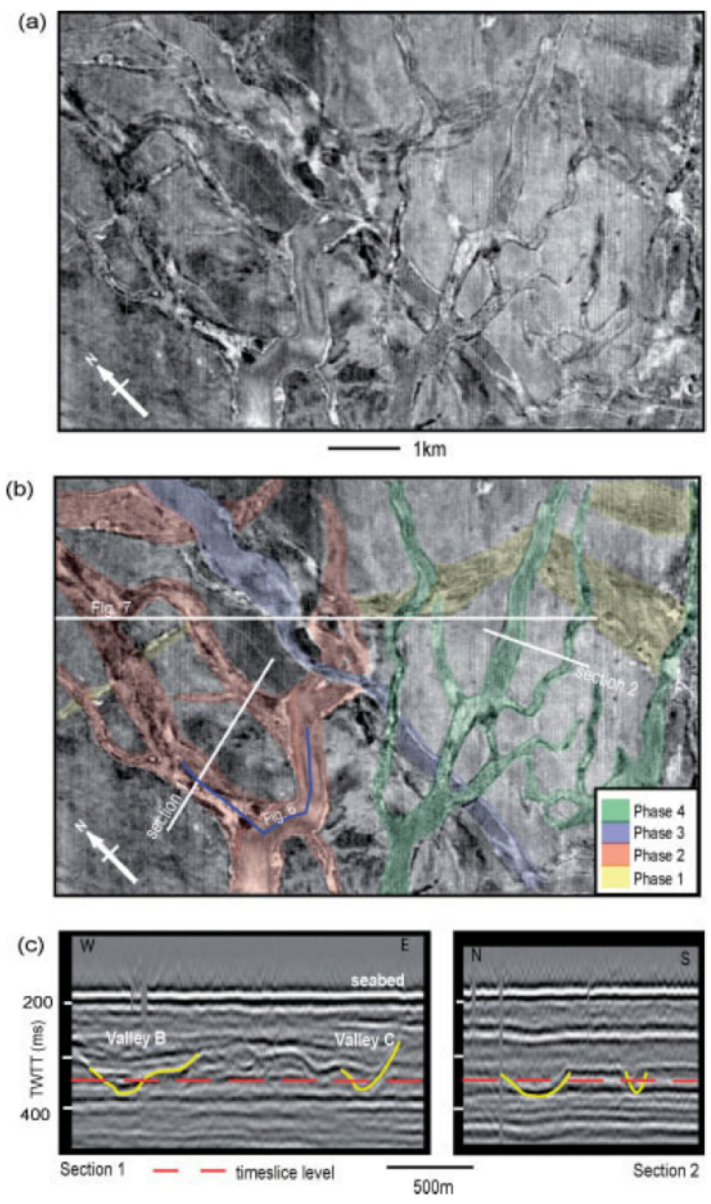 (a)
N
1km
(b)
Fig. 7
section 2
section 1
Fig. 6
N
Phase 4
Phase 3
Phase 2
Phase 1
(c)
W
E
seabed
N
S
200
Valley B
Valley C
TWTT (ms)
400
Section 1
timeslice level
500m
Section 2